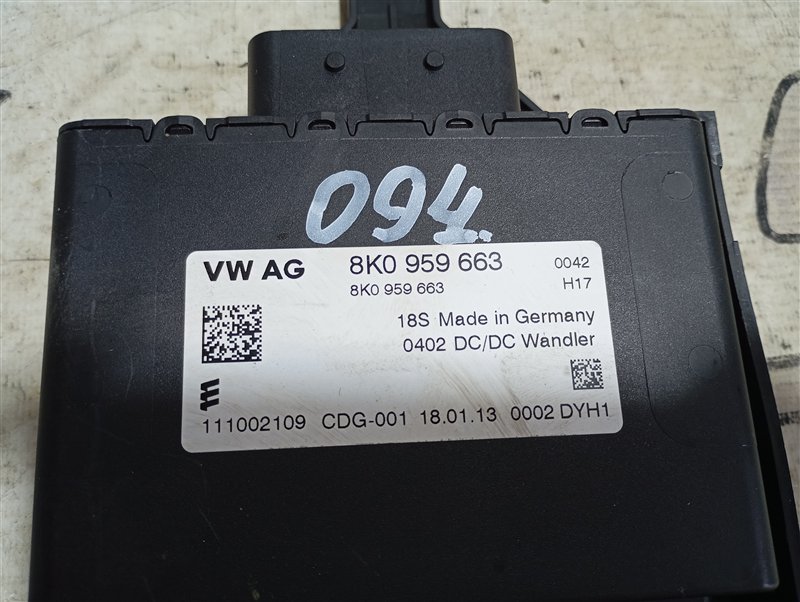 094.
VW AG 8K0 959 663 0042
8K0 959 663 H17
18S Made in Germany
0402 DC/DC Wandler
111002109 CDG-001 18.01.13 0002 DYH1